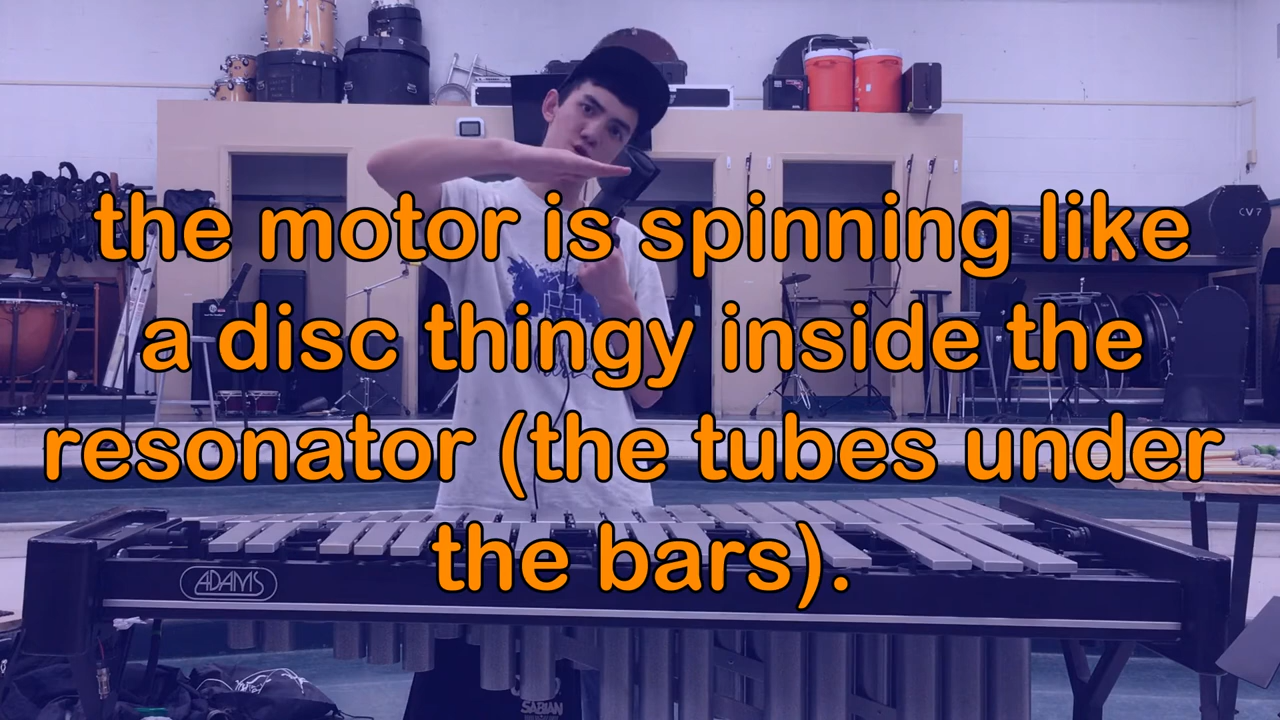 CV7
the motor is spinning like
a disc thingy inside the
resonator (the tubes under
the bars).
ADAMS
SABIAN